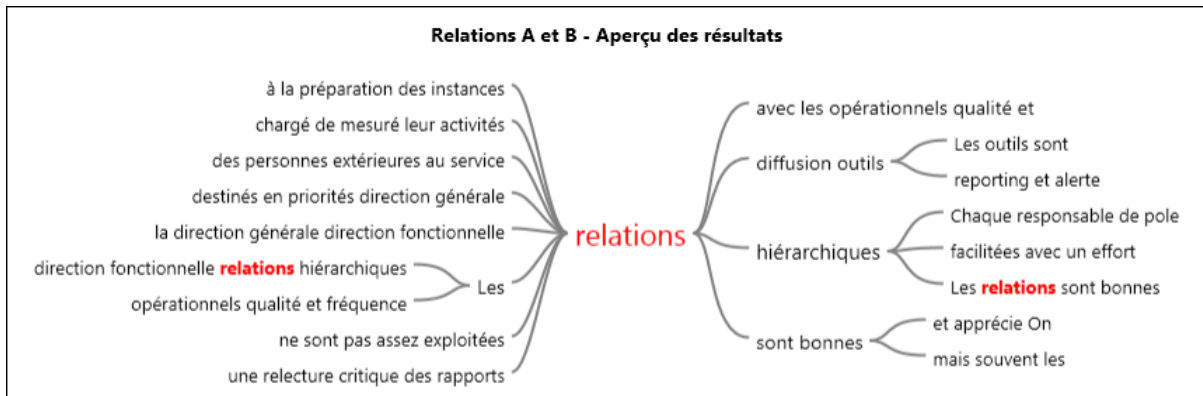 Relations A et B - Aperçu des résultats
à la préparation des instances
chargé de mesuré leur activités
des personnes extérieures au service
destinés en priorités direction générale
la direction générale direction fonctionnelle
direction fonctionnelle relations hiérarchiques
opérationnels qualité et fréquence
Les
ne sont pas assez exploitées
une relecture critique des rapports
relations
avec les opérationnels qualité et
diffusion outils
Les outils sont
reporting et alerte
hiérarchiques
Chaque responsable de pole
facilitées avec un effort
Les relations sont bonnes
sont bonnes
et apprécie On
mais souvent les